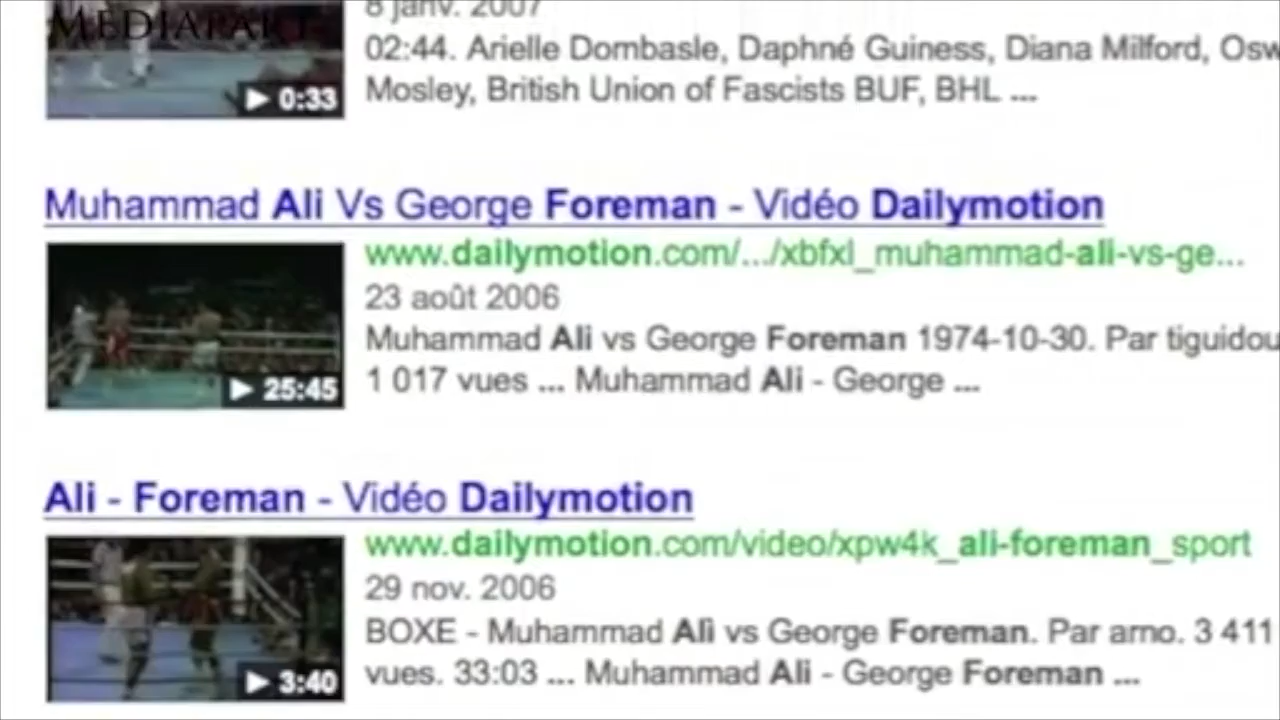 MEDIAPART
8 janv. 2007
02:44. Arielle Dombasle, Daphné Guiness, Diana Milford, Osw
Mosley, British Union of Fascists BUF, BHL ...
0:33
Muhammad Ali Vs George Foreman - Vidéo Dailymotion
www.dailymotion.com/.../xbfxl_muhammad-ali-vs-ge...
23 août 2006
Muhammad Ali vs George Foreman 1974-10-30. Par tiguidou
1 017 vues ... Muhammad Ali - George ...
25:45
Ali - Foreman - Vidéo Dailymotion
www.dailymotion.com/video/xpw4k_ali-foreman_sport
29 nov. 2006
BOXE - Muhammad Ali vs George Foreman. Par arno. 3 411
vues. 33:03 ... Muhammad Ali - George Foreman ...
3:40